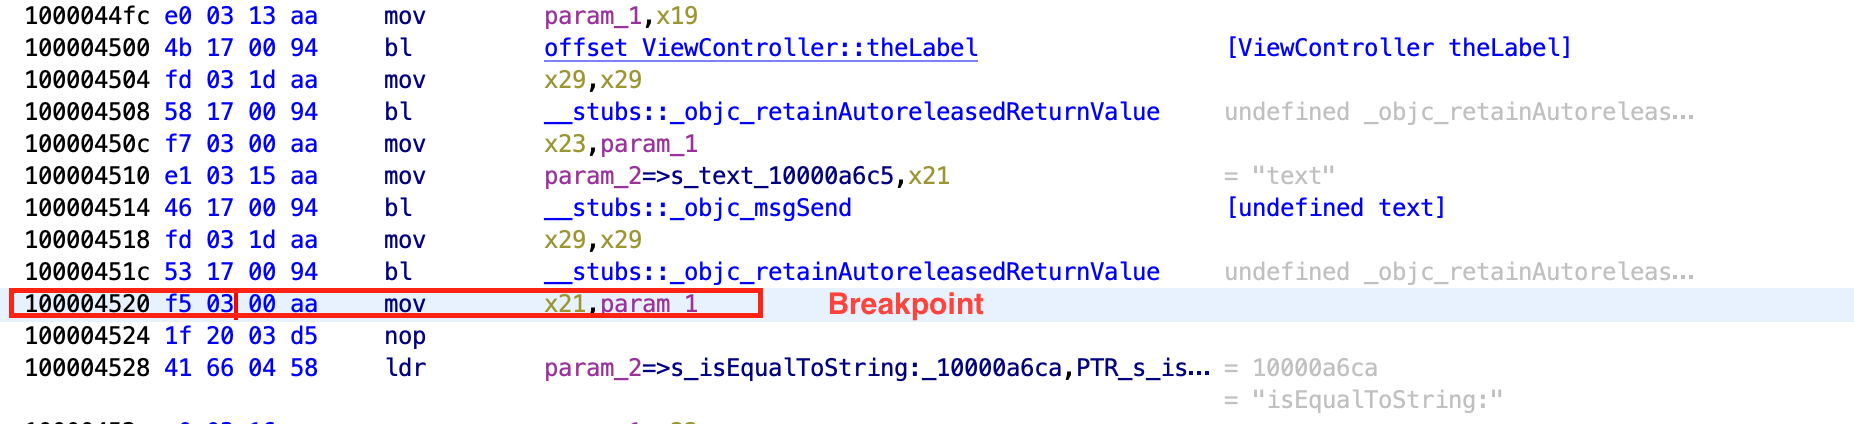 1000044fc e0 03 13 aa mov param_1,x19
100004500 4b 17 00 94 bl offset ViewController::theLabel [ViewController theLabel]
100004504 fd 03 1d aa mov x29,x29
100004508 58 17 00 94 bl __stubs::_objc_retainAutoreleasedReturnValue undefined _objc_retainAutoreleas...
10000450c f7 03 00 aa mov x23,param_1
100004510 e1 03 15 aa mov param_2=>s_text_10000a6c5,x21 = "text"
100004514 46 17 00 94 bl __stubs::_objc_msgSend [undefined text]
100004518 fd 03 1d aa mov x29,x29
10000451c 53 17 00 94 bl __stubs::_objc_retainAutoreleasedReturnValue undefined _objc_retainAutoreleas...
100004520 f5 03 00 aa mov x21,param_1 Breakpoint
100004524 1f 20 03 d5 nop
100004528 41 66 04 58 ldr param_2=>s_isEqualToString:_10000a6ca,PTR_s_is... = 10000a6ca
= "isEqualToString:"